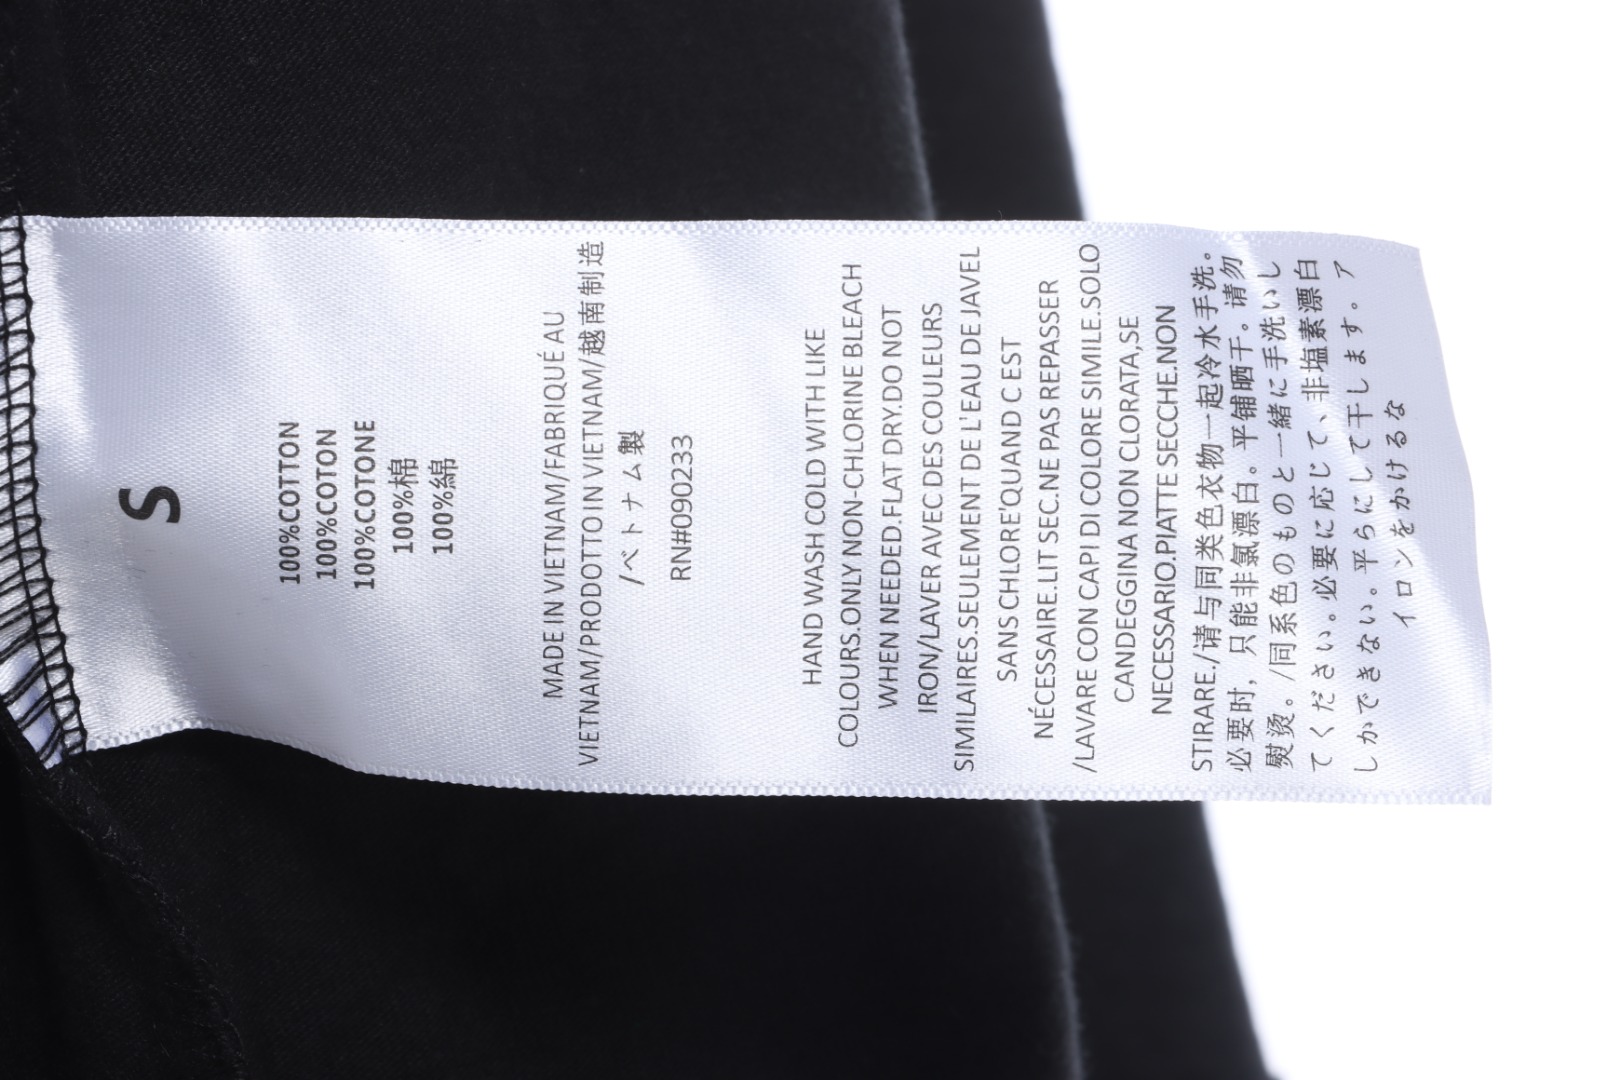 S
100%COTTON
100%COTON
100%COTONE
100%棉
100%綿
MADE IN VIETNAM/FABRIQUÉ AU
VIETNAM/PRODOTTO IN VIETNAM/越南制造
/ベトナム製
RN#090233
HAND WASH COLD WITH LIKE
COLOURS.ONLY NON-CHLORINE BLEACH
WHEN NEEDED.FLAT DRY.DO NOT
IRON/LAVER AVEC DES COULEURS
SIMILAIRES.SEULEMENT DE L'EAU DE JAVEL
SANS CHLORE'QUAND C EST
NÉCESSAIRE.LIT SEC.NE PAS REPASSER
/LAVARE CON CAPI DI COLORE SIMILE.SOLO
CANDEGGINA NON CLORATA,SE
NECESSARIO.PIATTE SECCHE.NON
STIRARE/请与同类色衣物一起冷水手洗。
必要时，只能非氯漂白。平铺晒干。请勿
熨烫。/同系色のものと一緒に手洗いし
てください。必要に応じて、非塩素漂白
しかできない。平らにして干します。ア
イロンをかけるな